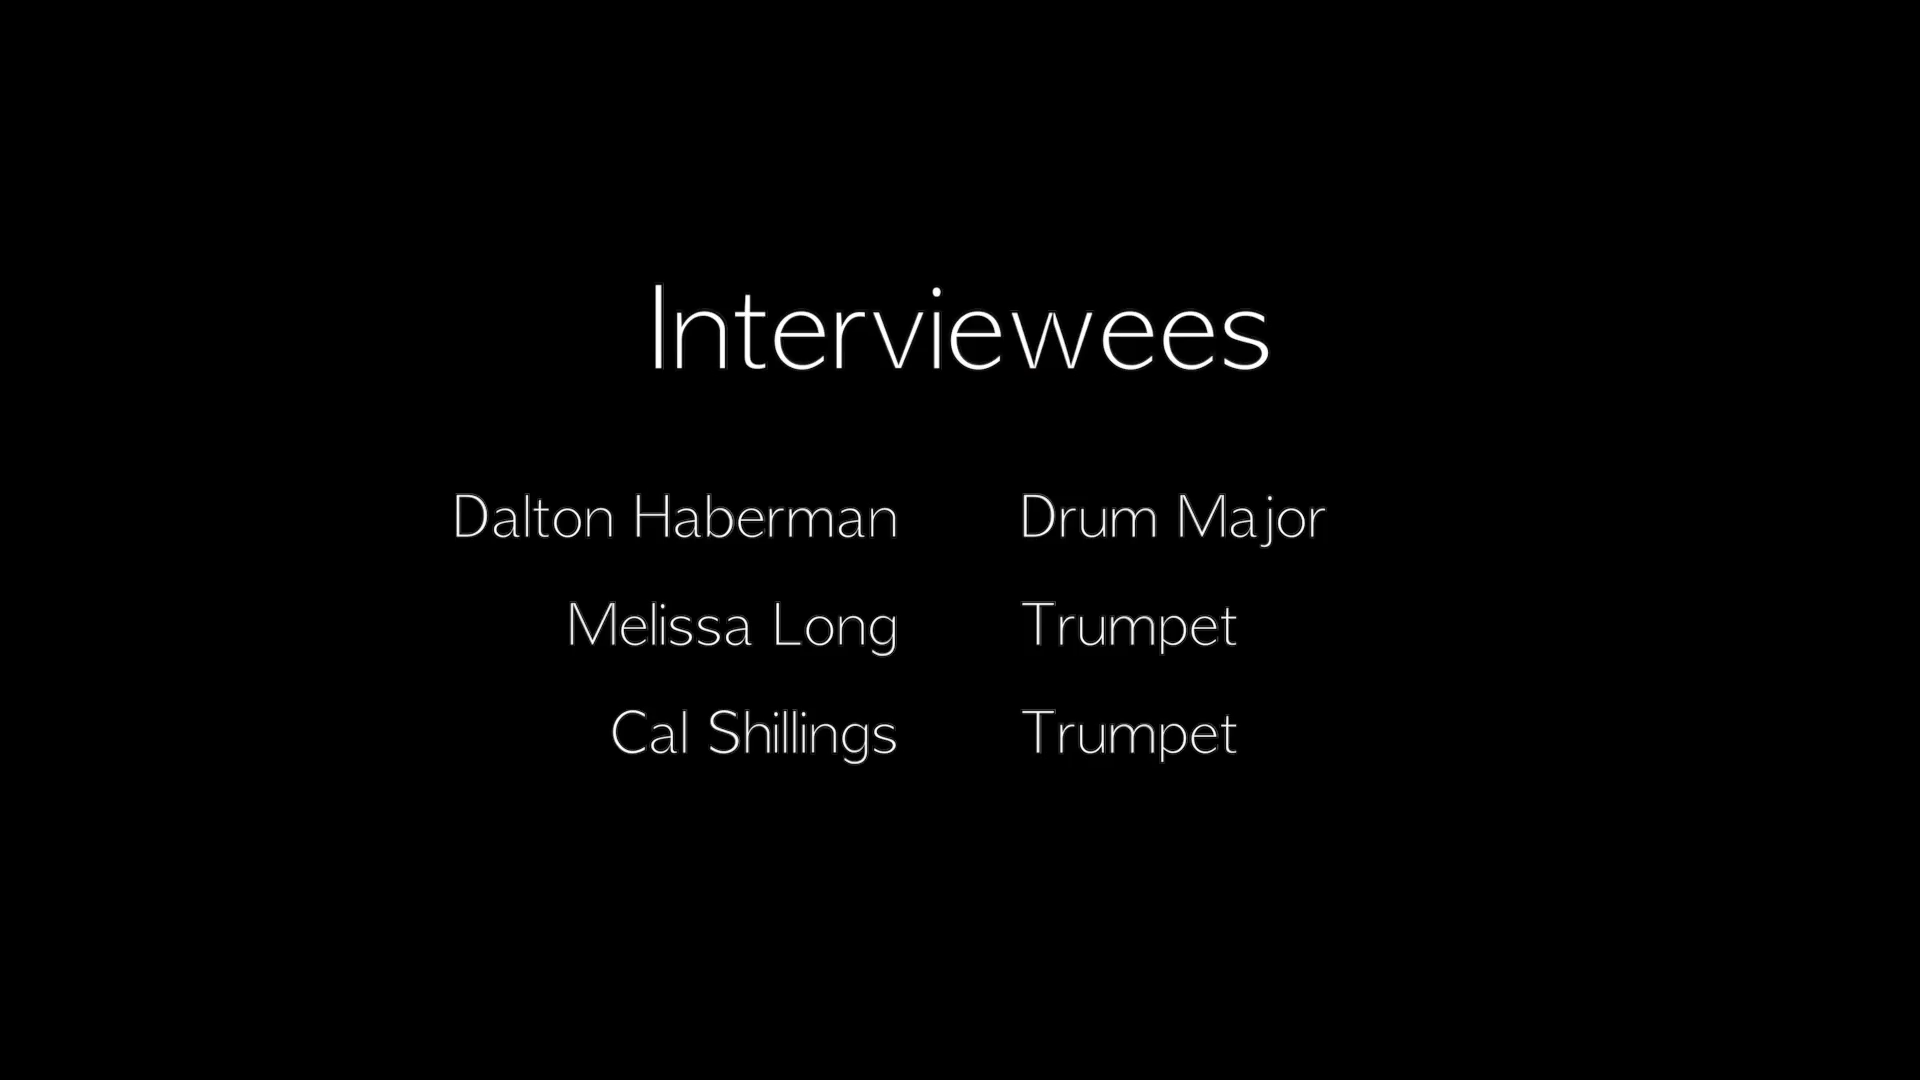 Interviewees
Dalton Haberman Drum Major
Melissa Long Trumpet
Cal Shillings Trumpet